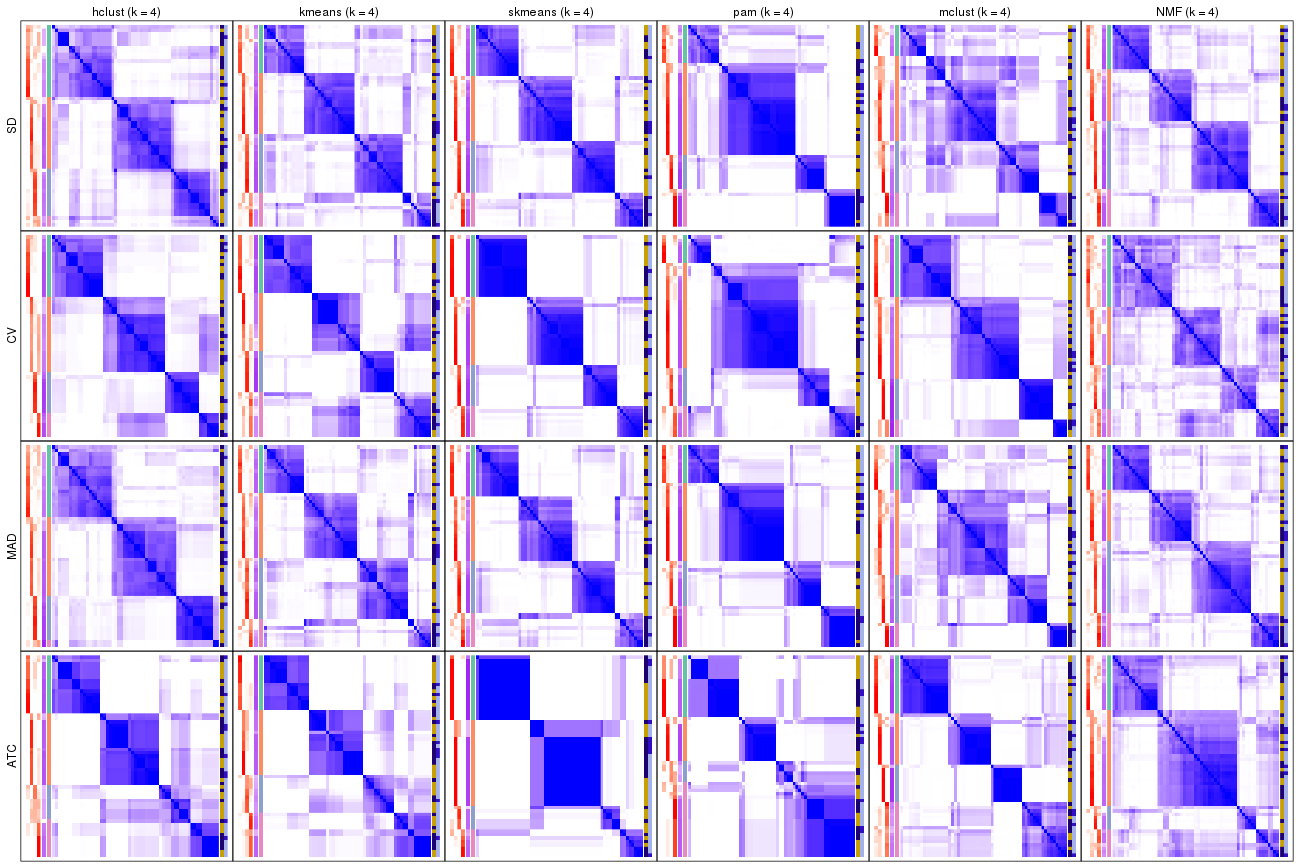 hclust (k = 4) kmeans (k = 4) skmeans (k = 4) pam (k = 4) mclust (k = 4) NMF (k = 4)
SD
CV
MAD
ATC